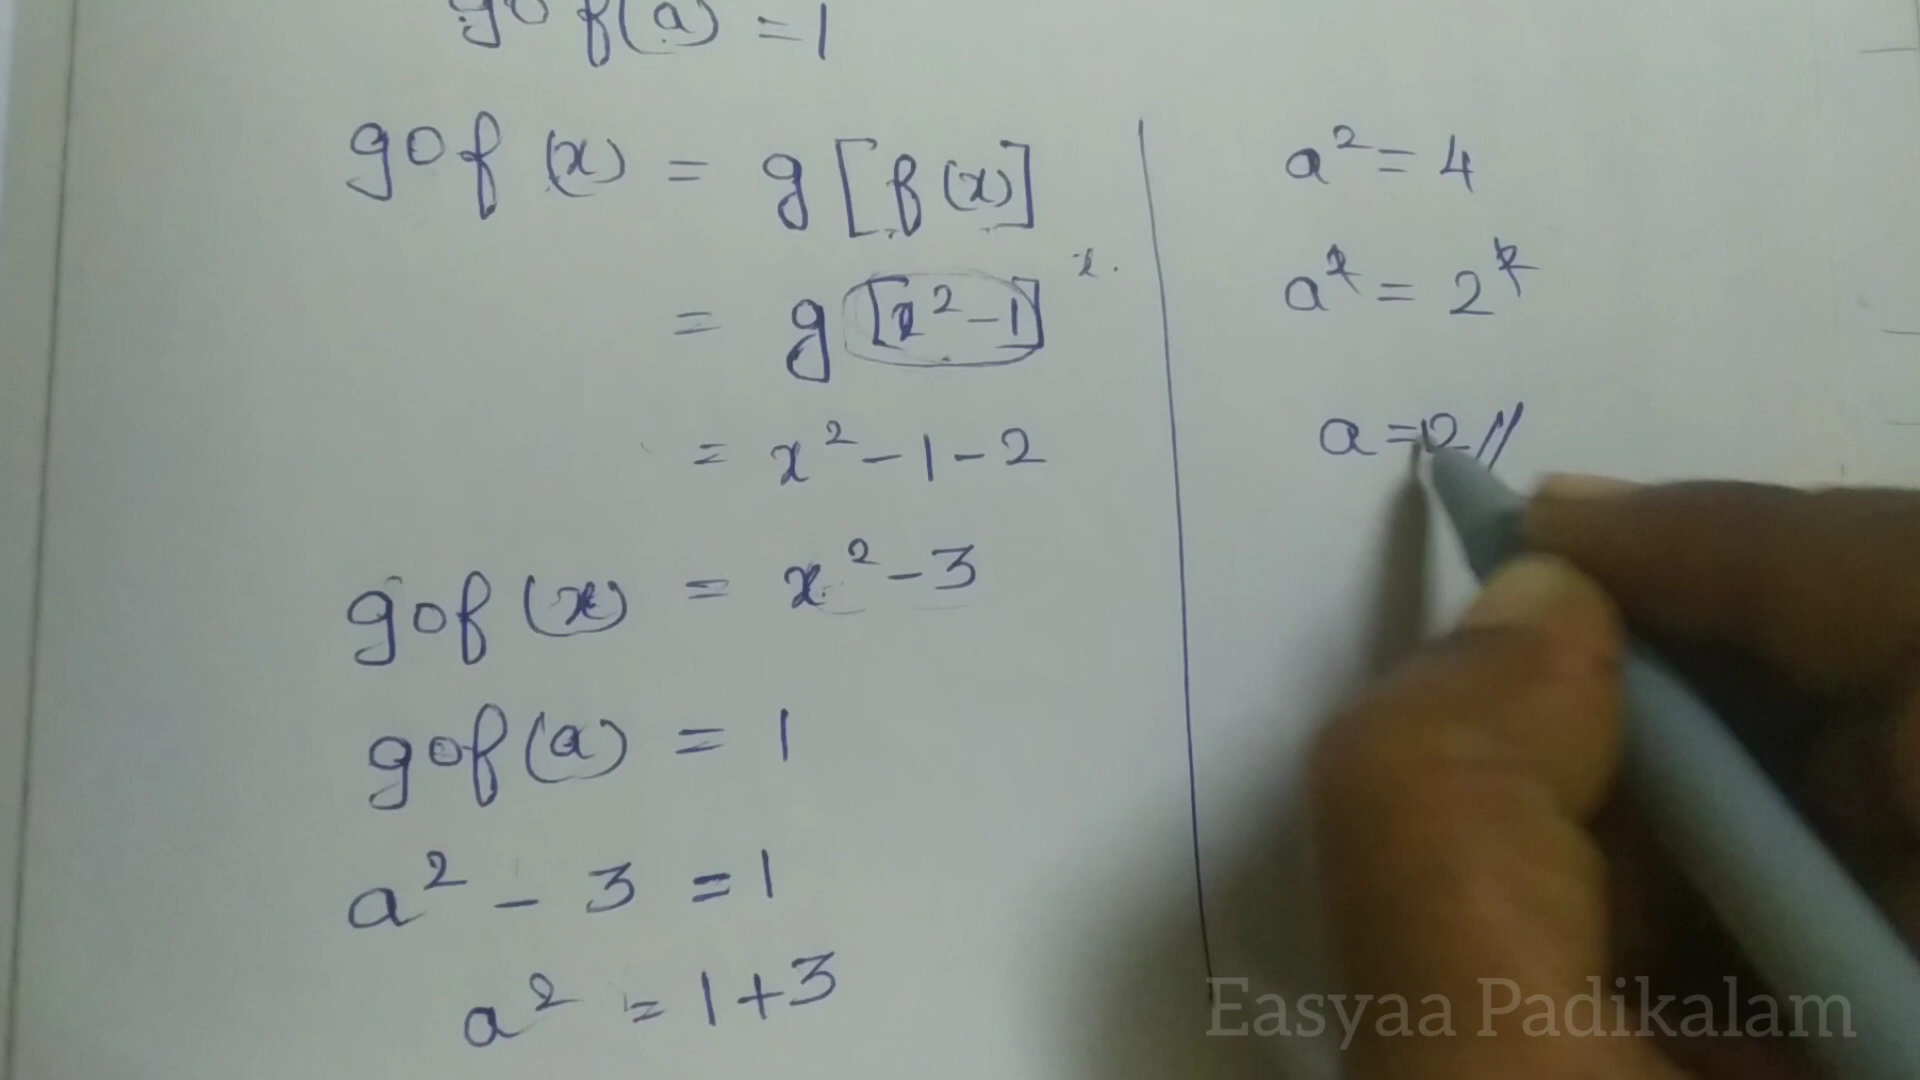 gof(a) = 1
gof(x) = g[f(x)]
= g[x²-1]
= x²-1-2
gof(x) = x²-3
gof(a) = 1
a²-3 = 1
a² = 1+3
a² = 4
a² = 2²
a = 2//
Easyaa Padikalam